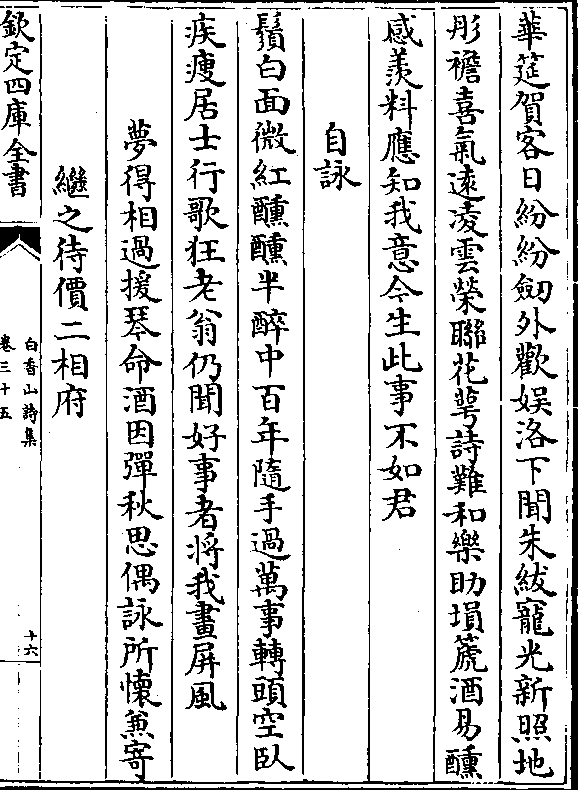 華筵賀客日紛紛劒外歡娱洛下聞朱紱寵光新照地
彤襜喜氣遠凌雲榮聯花萼詩難和樂助塤篪酒易醺
感羡料應知我意今生此事不如君
自詠
鬚白面微紅醺醺半醉中百年隨手過萬事轉頭空臥
疾瘦居士行歌狂老翁仍聞好事者將我畫屏風
夢得相過援琴命酒因彈秋思偶詠所懷兼寄
繼之待價二相府
欽定四庫全書
白香山詩集
卷三十五
十六